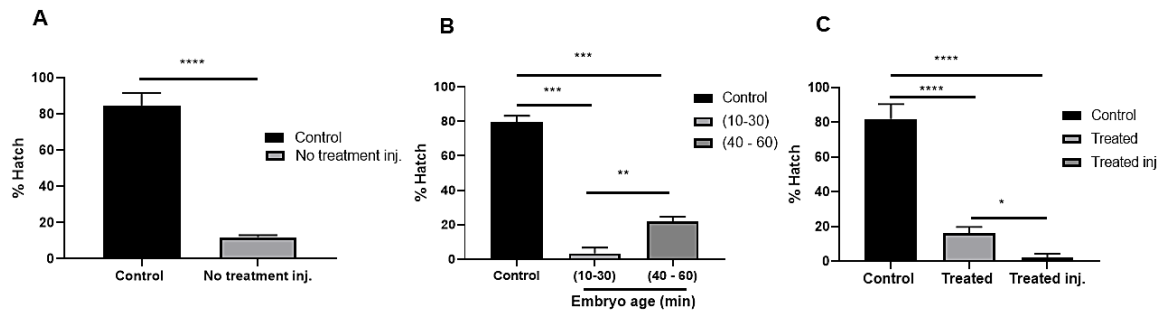 A
****
100
80
60
40
20
0
% Hatch
Control
No treatment inj.
Control
No treatment inj.
B
***
***
**
100
80
60
40
20
0
% Hatch
Control
(10-30)
(40 - 60)
Control
(10-30)
(40 - 60)
Embryo age (min)
C
****
****
*
100
80
60
40
20
0
% Hatch
Control
Treated
Treated inj
Control
Treated
Treated inj.